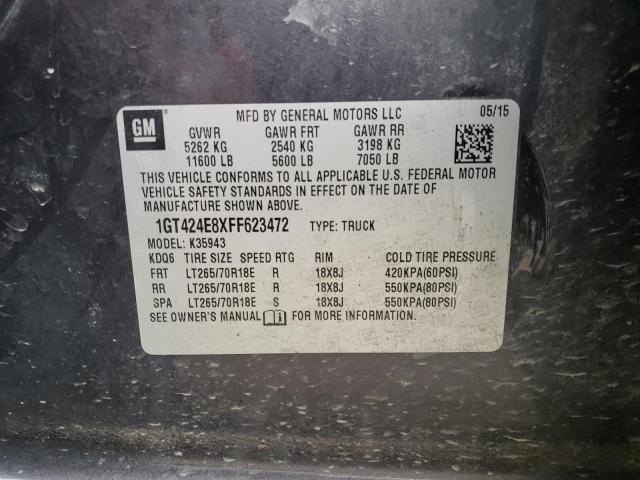 MFD BY GENERAL MOTORS LLC 05/15
GM
GVWR GAWR FRT GAWR RR
5262 KG 2540 KG 3198 KG
11600 LB 5600 LB 7050 LB
THIS VEHICLE CONFORMS TO ALL APPLICABLE U.S. FEDERAL MOTOR
VEHICLE SAFETY STANDARDS IN EFFECT ON THE DATE OF
MANUFACTURE SHOWN ABOVE.
1GT424E8XFF623472 TYPE: TRUCK
MODEL: K35943
KDQ6 TIRE SIZE SPEED RTG RIM COLD TIRE PRESSURE
FRT LT265/70R18E R 18X8J 420KPA(60PSI)
RR LT265/70R18E R 18X8J 550KPA(80PSI)
SPA LT265/70R18E S 18X8J 550KPA(80PSI)
SEE OWNER'S MANUAL FOR MORE INFORMATION.